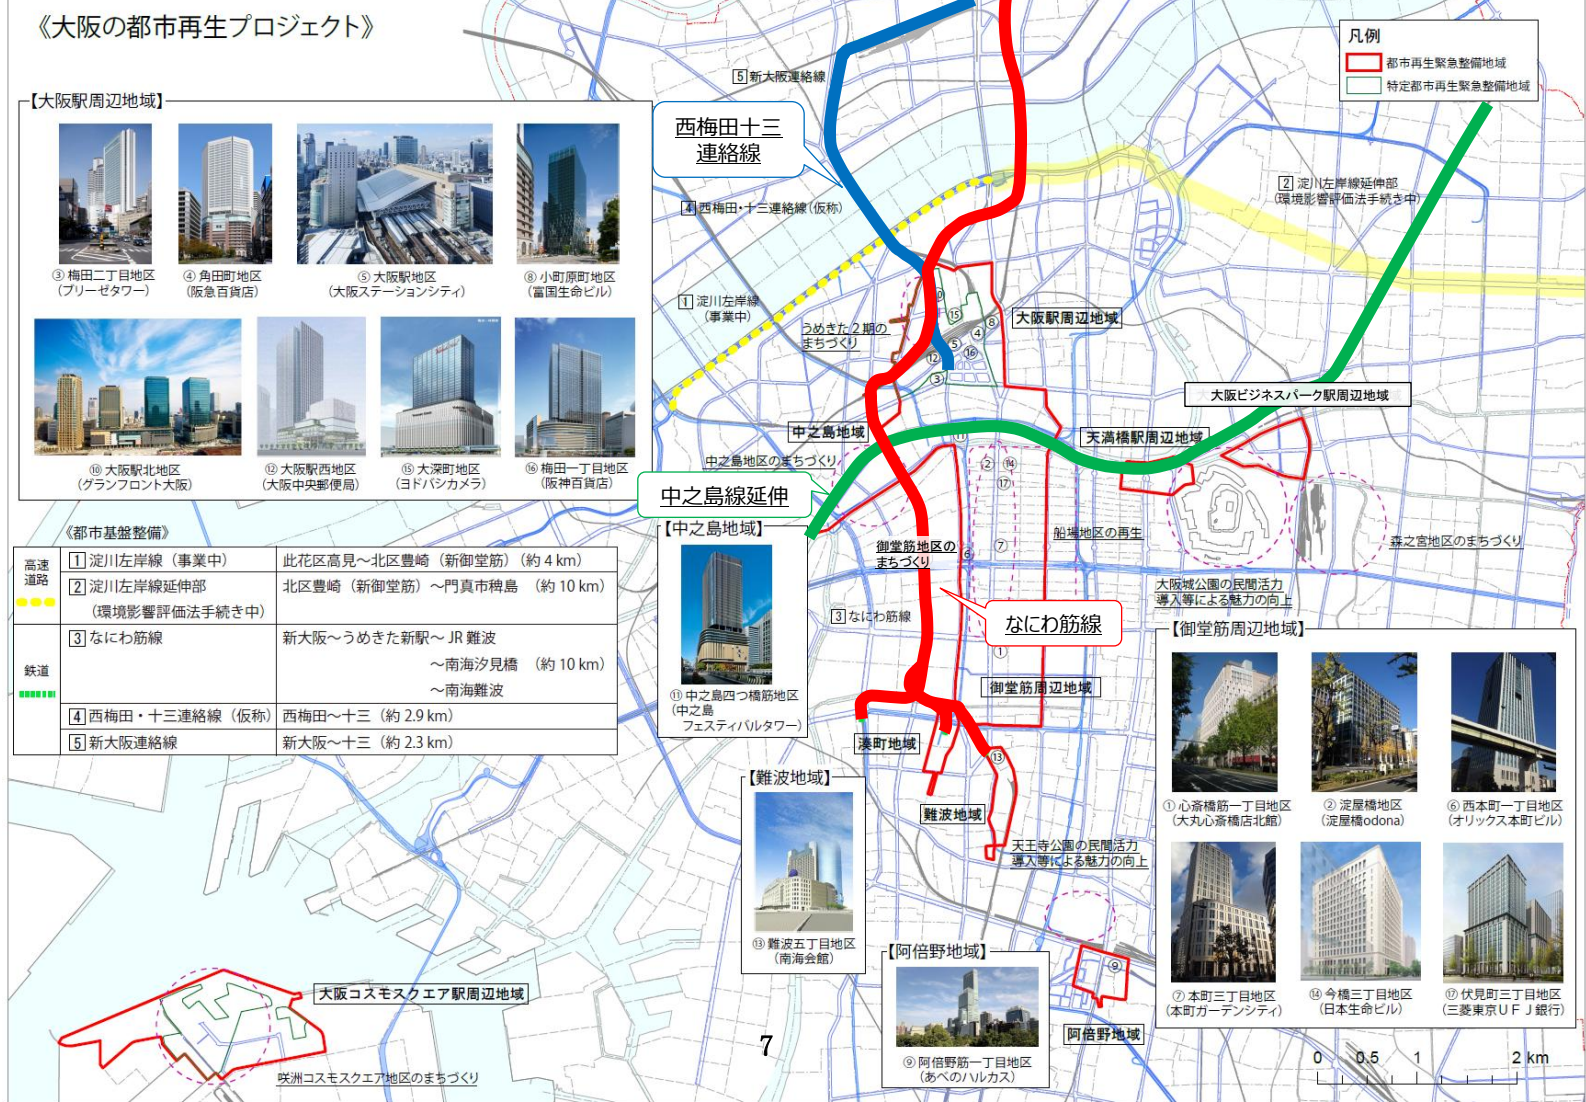 《大阪の都市再生プロジェクト》
凡例
都市再生緊急整備地域
特定都市再生緊急整備地域
【大阪駅周辺地域】
③ 梅田二丁目地区
(ブリーゼタワー)
④ 角田町地区
(阪急百貨店)
⑤ 大阪駅地区
(大阪ステーションシティ)
⑧ 小町原町地区
(富国生命ビル)
⑩ 大阪駅北地区
(グランフロント大阪)
⑫ 大阪駅西地区
(大阪中央郵便局)
⑮ 大深町地区
(ヨドバシカメラ)
⑯ 梅田一丁目地区
(阪神百貨店)
5 新大阪連絡線
西梅田十三
連絡線
4 西梅田・十三連絡線(仮称)
2 淀川左岸線延伸部
(環境影響評価法手続き中)
1 淀川左岸線
(事業中)
うめきた2期の
まちづくり
大阪駅周辺地域
⑮
⑧
④
⑤
⑯
⑫
③
大阪ビジネスパーク駅周辺地域
中之島地域
⑪
天満橋駅周辺地域
中之島地区のまちづくり
② ⑭
⑰
中之島線延伸
《都市基盤整備》
高速
道路
1 淀川左岸線(事業中) 此花区高見～北区豊崎(新御堂筋)(約4km)
2 淀川左岸線延伸部 北区豊崎(新御堂筋)～門真市稗島 (約10km)
(環境影響評価法手続き中)
鉄道
3 なにわ筋線 新大阪～うめきた新駅～JR難波
～南海汐見橋 (約10km)
～南海難波
4 西梅田・十三連絡線(仮称) 西梅田～十三(約2.9km)
5 新大阪連絡線 新大阪～十三(約2.3km)
【中之島地域】
⑪ 中之島四つ橋筋地区
(中之島
フェスティバルタワー)
御堂筋地区の
まちづくり
⑥
⑦
船場地区の再生
森之宮地区のまちづくり
大阪城公園の民間活力
導入等による魅力の向上
3 なにわ筋線
なにわ筋線
①
御堂筋周辺地域
湊町地域
⑬
難波地域
天王寺公園の民間活力
導入等による魅力の向上
【難波地域】
⑬ 難波五丁目地区
(南海会館)
【御堂筋周辺地域】
① 心斎橋筋一丁目地区
(大丸心斎橋店北館)
② 淀屋橋地区
(淀屋橋odona)
⑥ 西本町一丁目地区
(オリックス本町ビル)
⑦ 本町三丁目地区
(本町ガーデンシティ)
⑭ 今橋三丁目地区
(日本生命ビル)
⑰ 伏見町三丁目地区
(三菱東京UFJ銀行)
【阿倍野地域】
⑨ 阿倍野筋一丁目地区
(あべのハルカス)
⑨
阿倍野地域
大阪コスモスクエア駅周辺地域
咲洲コスモスクエア地区のまちづくり
7
0 0.5 1 2 km